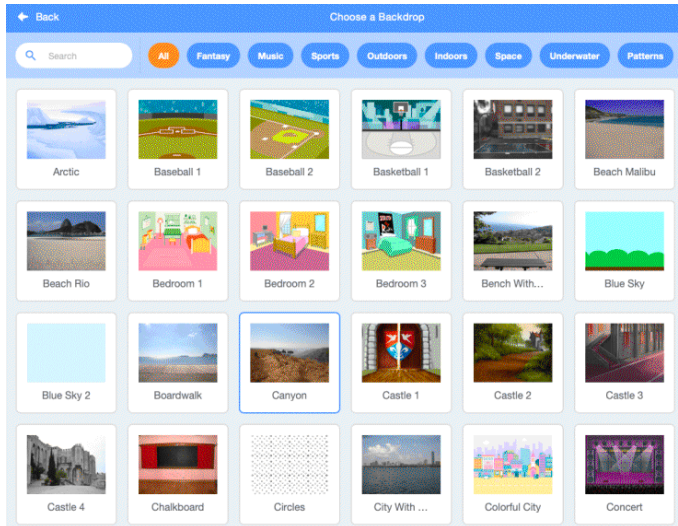 Back
Choose a Backdrop
Search
All
Fantasy
Music
Sports
Outdoors
Indoors
Space
Underwater
Patterns
Arctic
Baseball 1
Baseball 2
Basketball 1
Basketball 2
Beach Malibu
Beach Rio
Bedroom 1
Bedroom 2
Bedroom 3
Bench With...
Blue Sky
Blue Sky 2
Boardwalk
Canyon
Castle 1
Castle 2
Castle 3
Castle 4
Chalkboard
Circles
City With ...
Colorful City
Concert